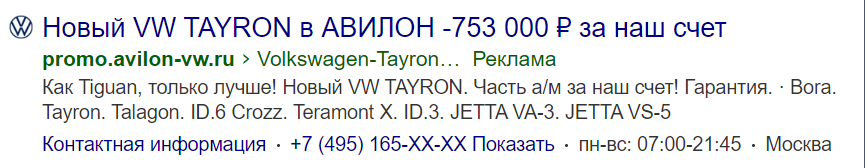 Новый VW TAYRON в АВИЛОН -753 000 ₽ за наш счет
promo.avilon-vw.ru › Volkswagen-Tayron… Реклама
Как Tiguan, только лучше! Новый VW TAYRON. Часть а/м за наш счет! Гарантия. · Bora.
Tayron. Talagon. ID.6 Crozz. Teramont X. ID.3. JETTA VA-3. JETTA VS-5
Контактная информация · +7 (495) 165-XX-XX Показать · пн-вс: 07:00-21:45 · Москва